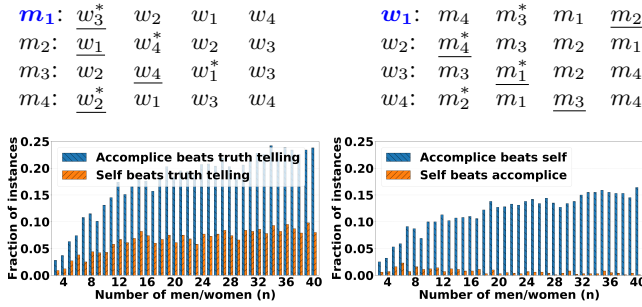 m₁: w₃* w₂ w₁ w₄
m₂: w₁ w₄* w₂ w₃
m₃: w₂ w₄ w₁* w₃
m₄: w₂* w₁ w₃ w₄
w₁: m₄ m₃* m₁ m₂
w₂: m₄* m₃ m₂ m₁
w₃: m₃ m₁* m₂ m₄
w₄: m₂* m₁ m₃ m₄
Fraction of instances
0.25
0.20
0.15
0.10
0.05
0.00
Accomplice beats truth telling
Self beats truth telling
4 8 12 16 20 24 28 32 36 40
Number of men/women (n)
Fraction of instances
0.25
0.20
0.15
0.10
0.05
0.00
Accomplice beats self
Self beats accomplice
4 8 12 16 20 24 28 32 36 40
Number of men/women (n)